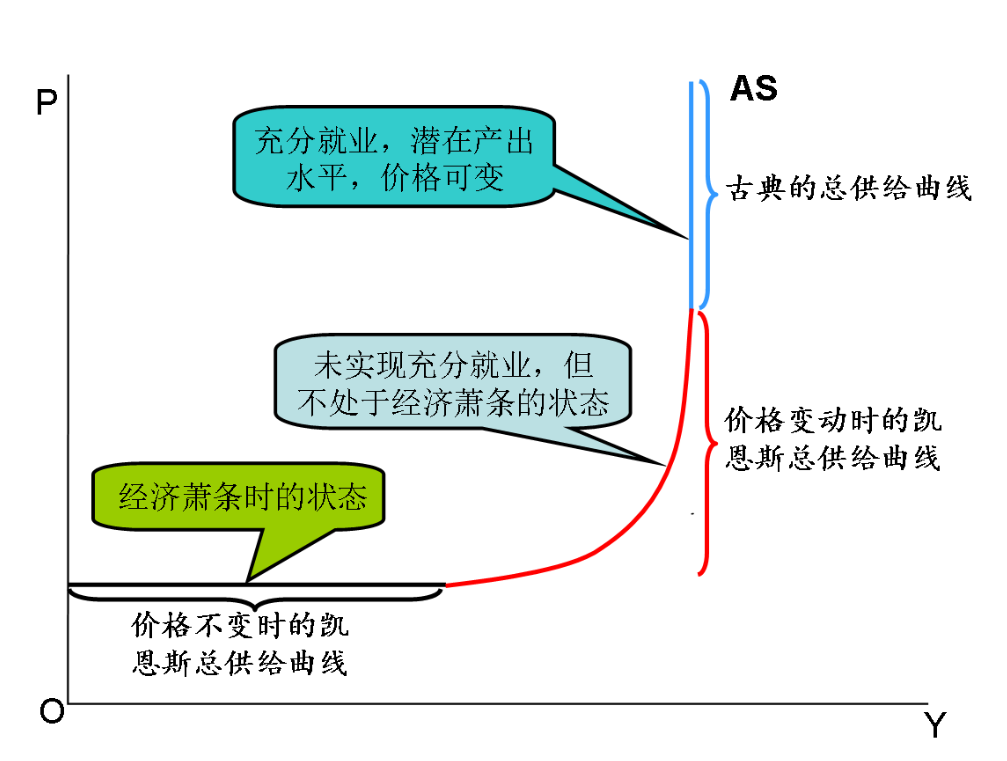 P
AS
充分就业，潜在产出
水平，价格可变
古典的总供给曲线
未实现充分就业，但
不处于经济萧条的状态
价格变动时的凯
恩斯总供给曲线
经济萧条时的状态
价格不变时的凯
恩斯总供给曲线
O
Y